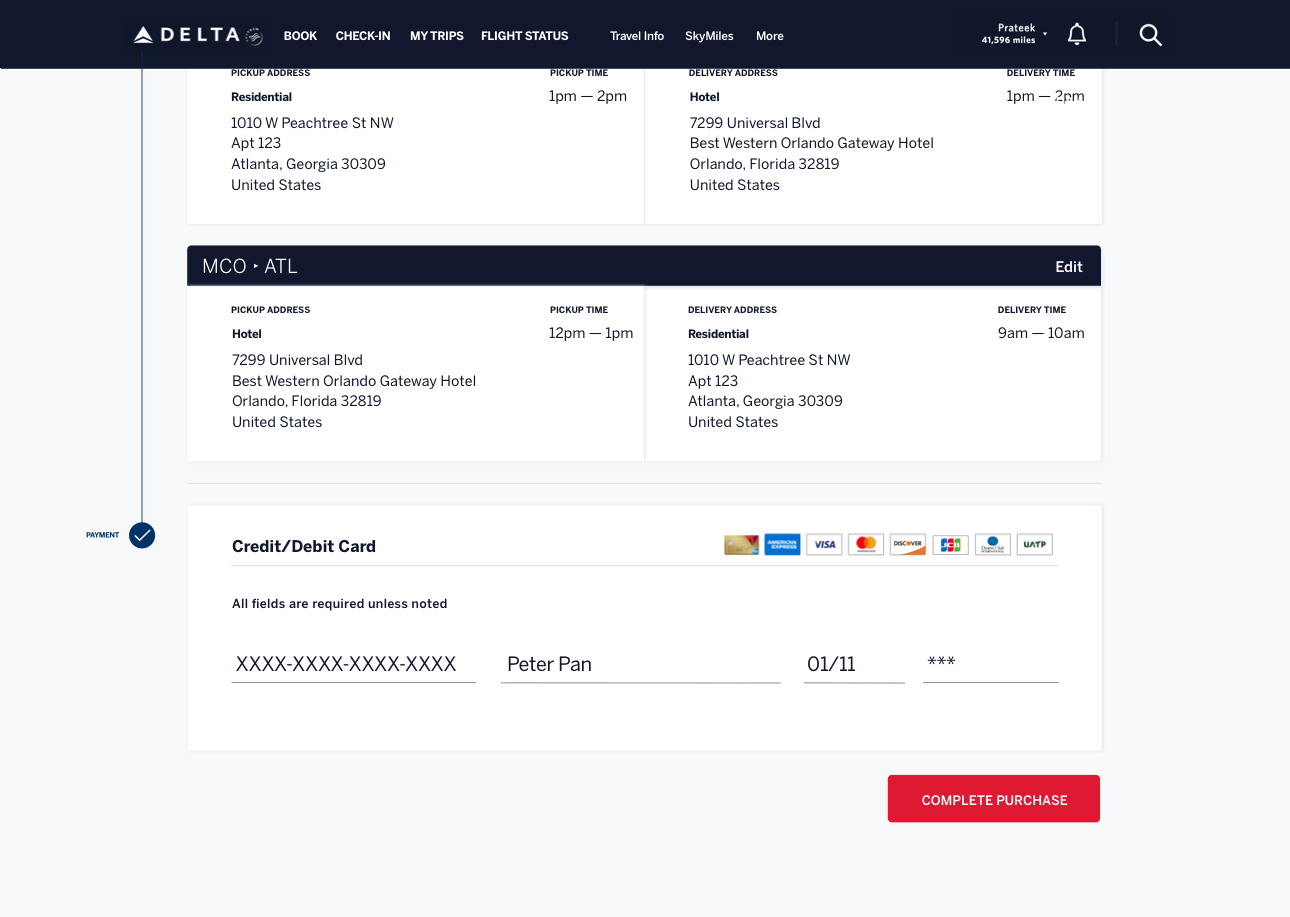 DELTA BOOK CHECK-IN MY TRIPS FLIGHT STATUS Travel Info SkyMiles More Prateek
41,596 miles
PICKUP ADDRESS PICKUP TIME DELIVERY ADDRESS DELIVERY TIME
Residential 1pm — 2pm Hotel 1pm — 2pm
1010 W Peachtree St NW 7299 Universal Blvd
Apt 123 Best Western Orlando Gateway Hotel
Atlanta, Georgia 30309 Orlando, Florida 32819
United States United States
MCO ‣ ATL Edit
PICKUP ADDRESS PICKUP TIME DELIVERY ADDRESS DELIVERY TIME
Hotel 12pm — 1pm Residential 9am — 10am
7299 Universal Blvd 1010 W Peachtree St NW
Best Western Orlando Gateway Hotel Apt 123
Orlando, Florida 32819 Atlanta, Georgia 30309
United States United States
PAYMENT
Credit/Debit Card AMERICAN EXPRESS VISA DISCOVER JCB Diners Club INTERNATIONAL UATP
All fields are required unless noted
XXXX-XXXX-XXXX-XXXX Peter Pan 01/11 ***
COMPLETE PURCHASE